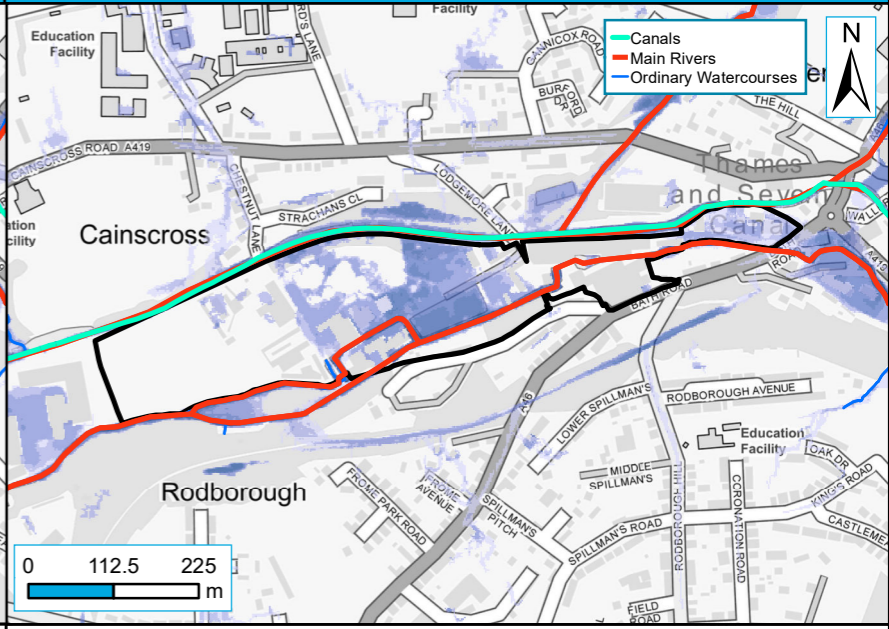 Education
Facility
Facility
CANNICOX ROAD
Canals
Main Rivers
Ordinary Watercourses
N
BURFORD
DR
THE HILL
CAINSCROSS ROAD A419
CHESTNUT LANE
LODGEMORE LANE
STRACHANS CL
Cainscross
Thames
and Severn
Canal
WALL
ROAD
A419
BATH ROAD
A46
LOWER SPILLMAN'S
RODBOROUGH AVENUE
Education
Facility
OAK DR
MIDDLE
SPILLMAN'S
KING'S ROAD
Rodborough
FROME PARK ROAD
FROME
AVENUE
SPILLMAN'S
PITCH
SPILLMAN'S ROAD
RODBOROUGH HILL
CORONATION ROAD
CASTLEME
FIELD
ROAD
0 112.5 225
m